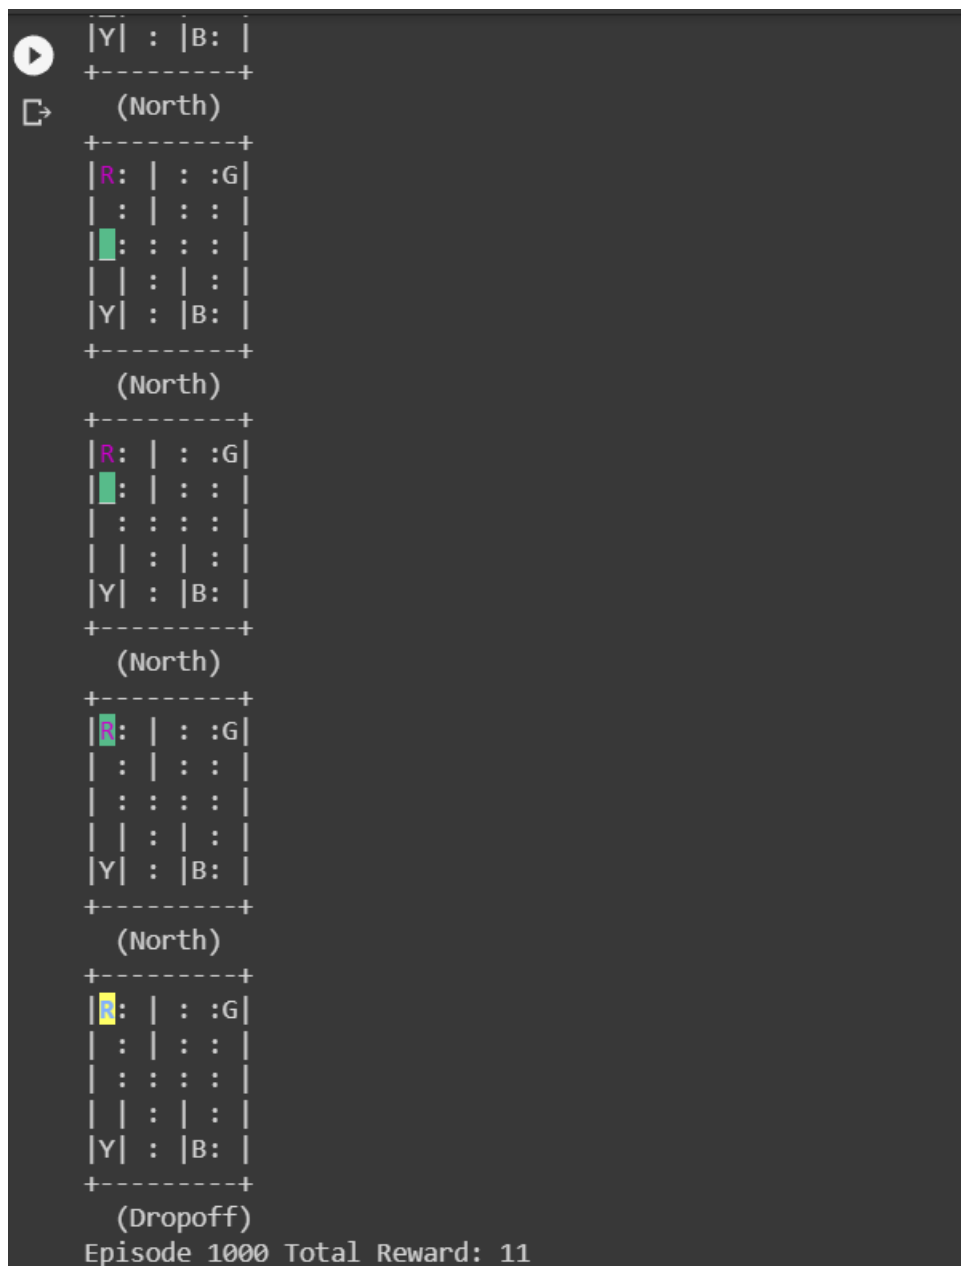 |Y| : |B: |
+---------+
  (North)
+---------+
|R: | : :G|
| : | : : |
|_: : : : |
| | : | : |
|Y| : |B: |
+---------+
  (North)
+---------+
|R: | : :G|
|_: | : : |
| : : : : |
| | : | : |
|Y| : |B: |
+---------+
  (North)
+---------+
|R: | : :G|
| : | : : |
| : : : : |
| | : | : |
|Y| : |B: |
+---------+
  (North)
+---------+
|R: | : :G|
| : | : : |
| : : : : |
| | : | : |
|Y| : |B: |
+---------+
  (Dropoff)
Episode 1000 Total Reward: 11